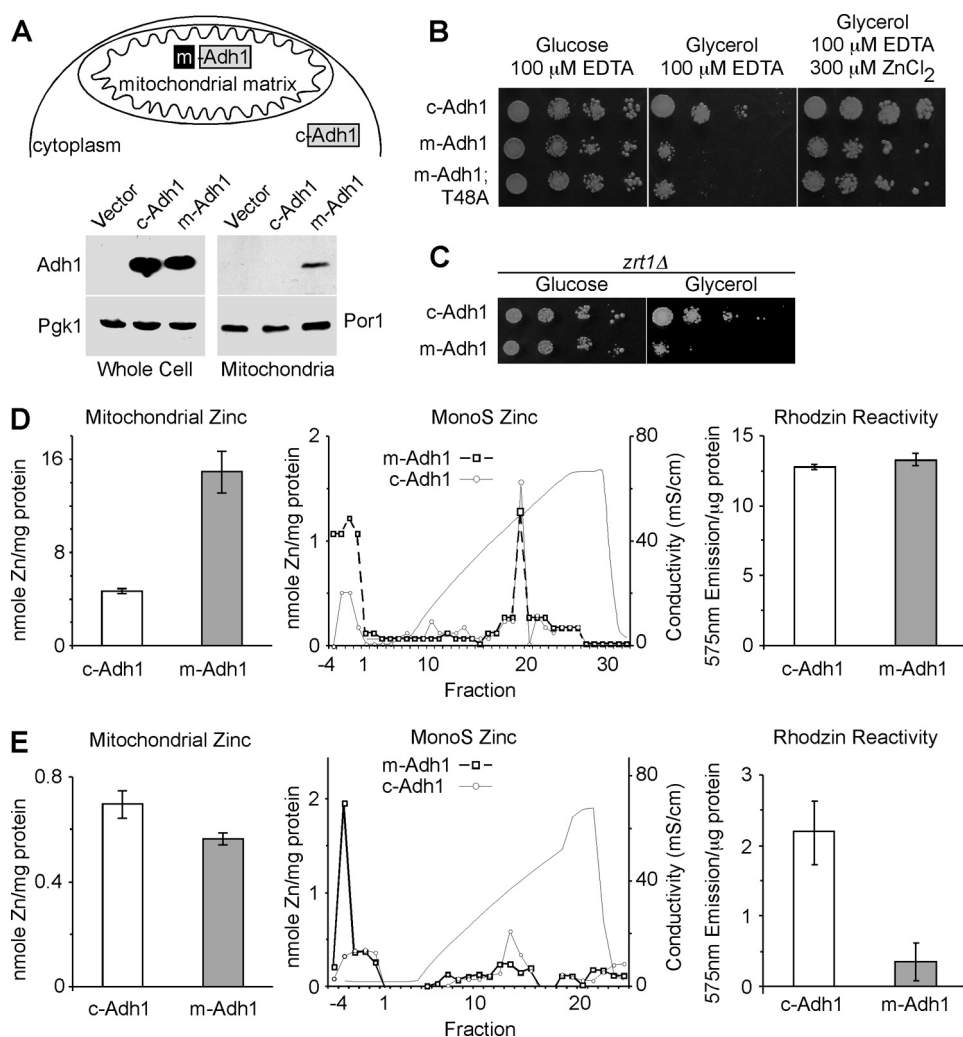 A
m -Adh1
mitochondrial matrix
c-Adh1
cytoplasm
Vector
c-Adh1
m-Adh1
Vector
c-Adh1
m-Adh1
Adh1
Pgk1
Por1
Whole Cell
Mitochondria
B
Glucose
100 µM EDTA
Glycerol
100 µM EDTA
Glycerol
100 µM EDTA
300 µM ZnCl2
c-Adh1
m-Adh1
m-Adh1;
T48A
C
zrt1Δ
Glucose
Glycerol
c-Adh1
m-Adh1
D
Mitochondrial Zinc
nmole Zn/mg protein
16
8
0
c-Adh1
m-Adh1
MonoS Zinc
m-Adh1
c-Adh1
nmole Zn/mg protein
2
1
0
-4
1
10
20
30
Fraction
80
40
0
Conductivity (mS/cm)
Rhodzin Reactivity
575nm Emission/µg protein
15
10
5
0
c-Adh1
m-Adh1
E
Mitochondrial Zinc
nmole Zn/mg protein
0.8
0.4
0
c-Adh1
m-Adh1
MonoS Zinc
m-Adh1
c-Adh1
nmole Zn/mg protein
2
1
0
-4
1
10
20
Fraction
80
40
0
Conductivity (mS/cm)
Rhodzin Reactivity
575nm Emission/µg protein
3
2
1
0
c-Adh1
m-Adh1